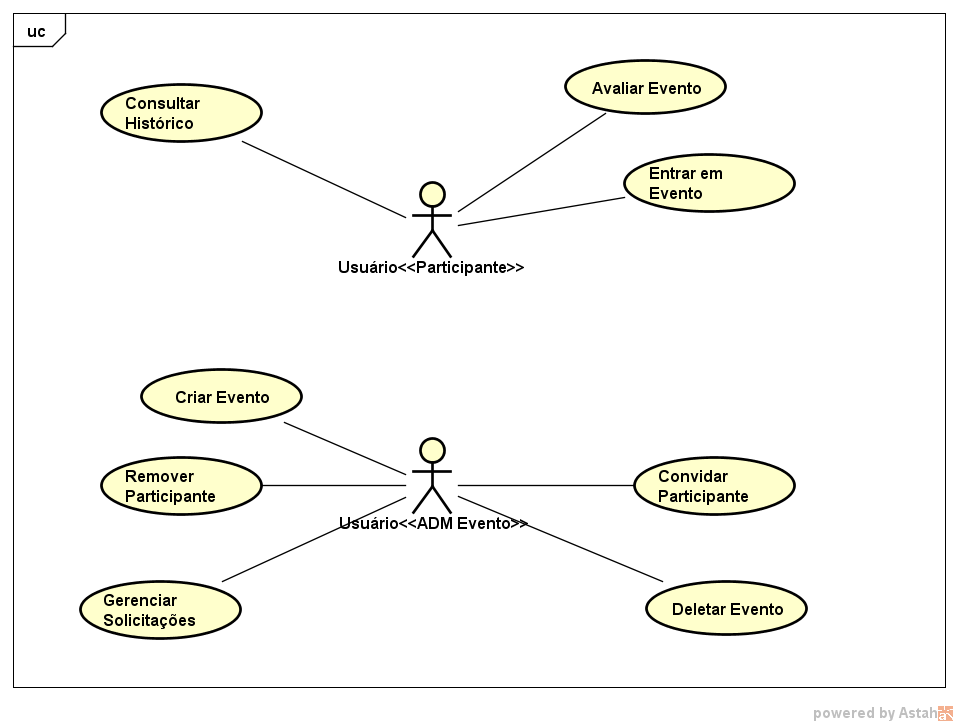 uc
Consultar
Histórico
Avaliar Evento
Entrar em
Evento
Usuário<<Participante>>
Criar Evento
Remover
Participante
Convidar
Participante
Usuário<<ADM Evento>>
Gerenciar
Solicitações
Deletar Evento
powered by Astah